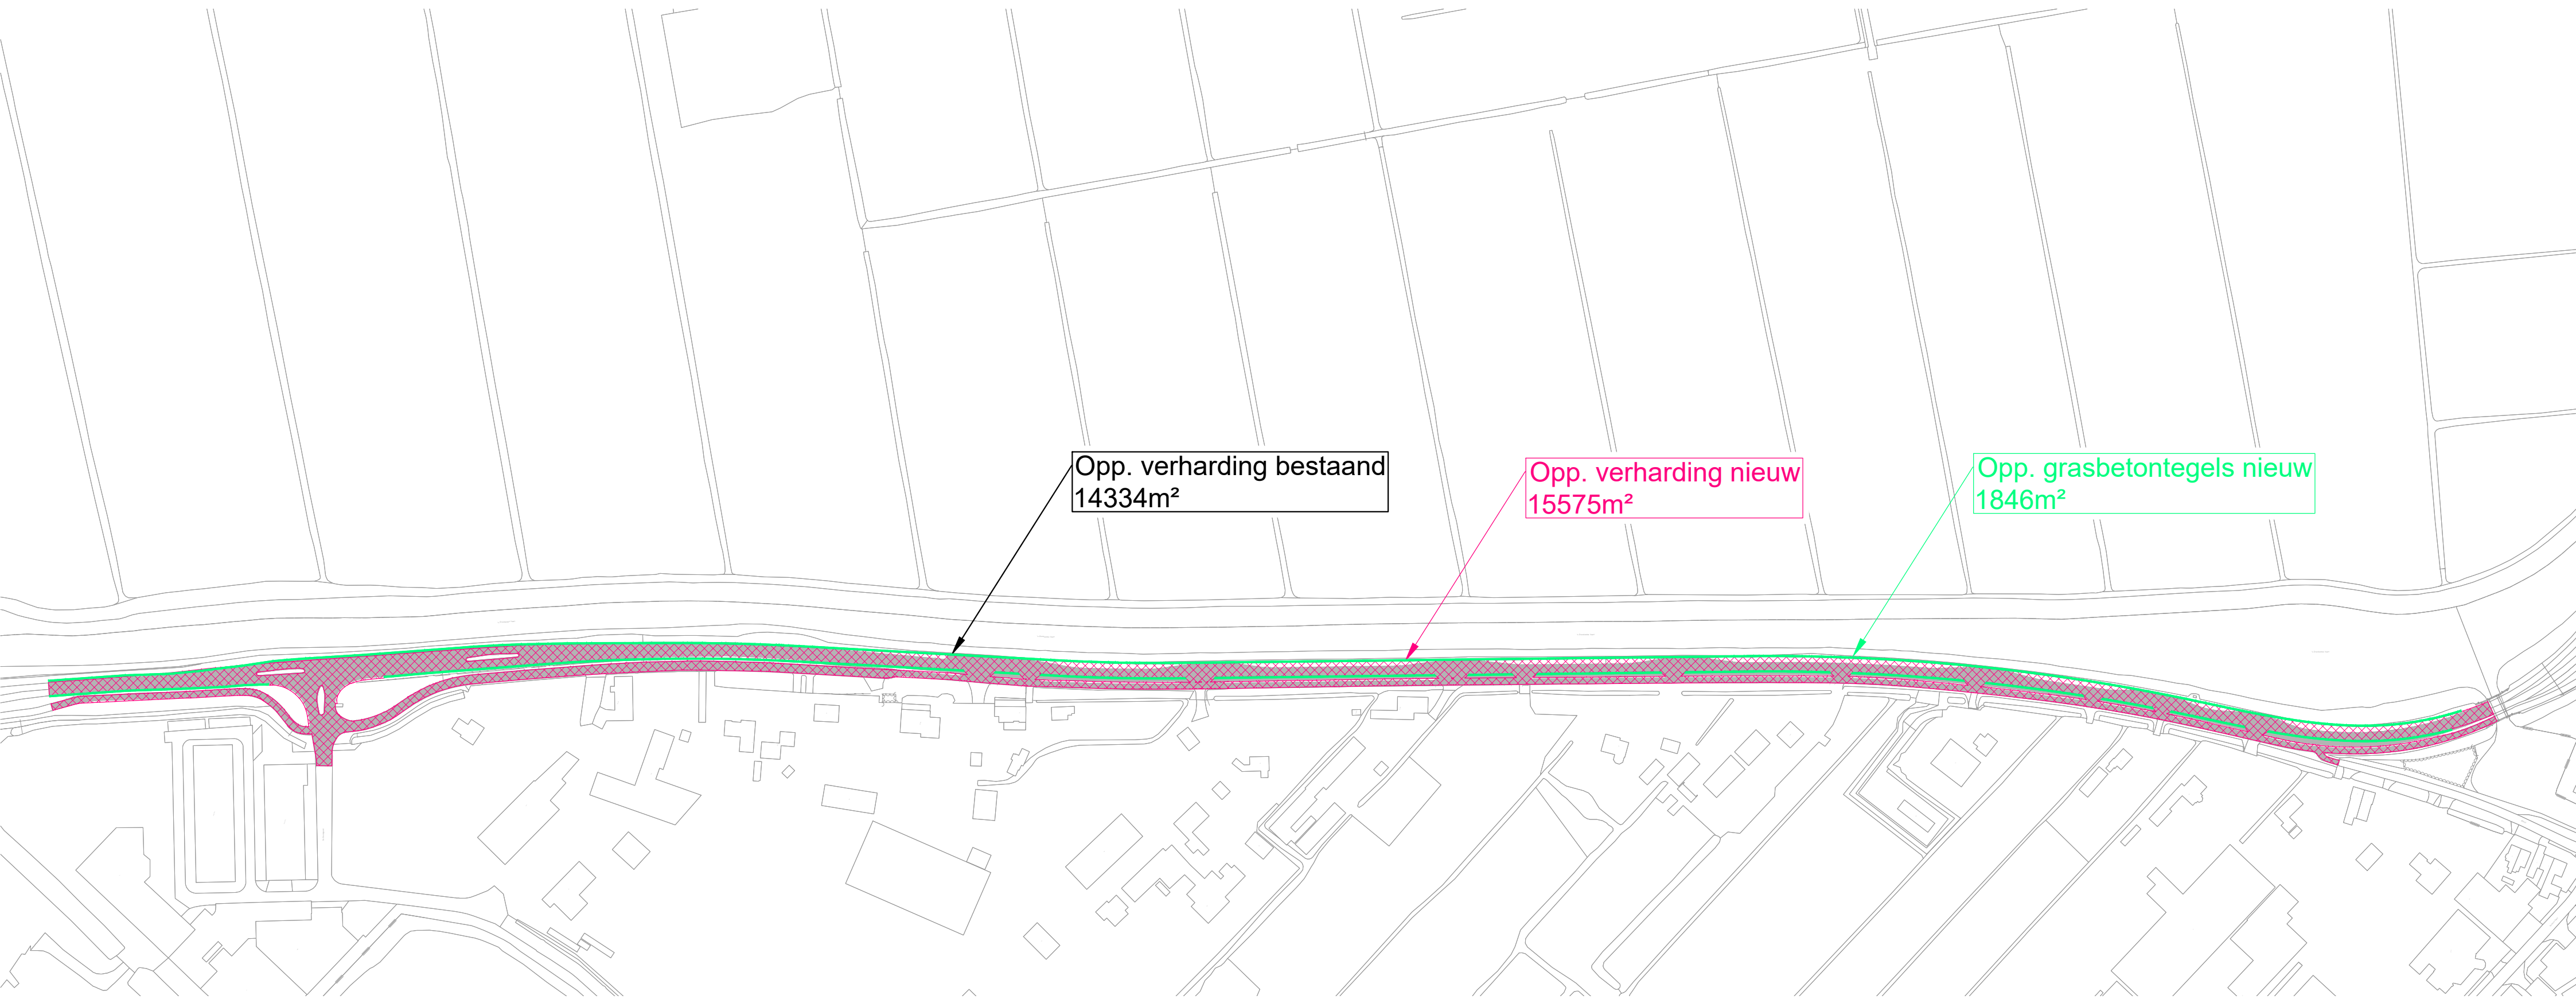 Opp. verharding bestaand
14334m²
Opp. verharding nieuw
15575m²
Opp. grasbetontegels nieuw
1846m²